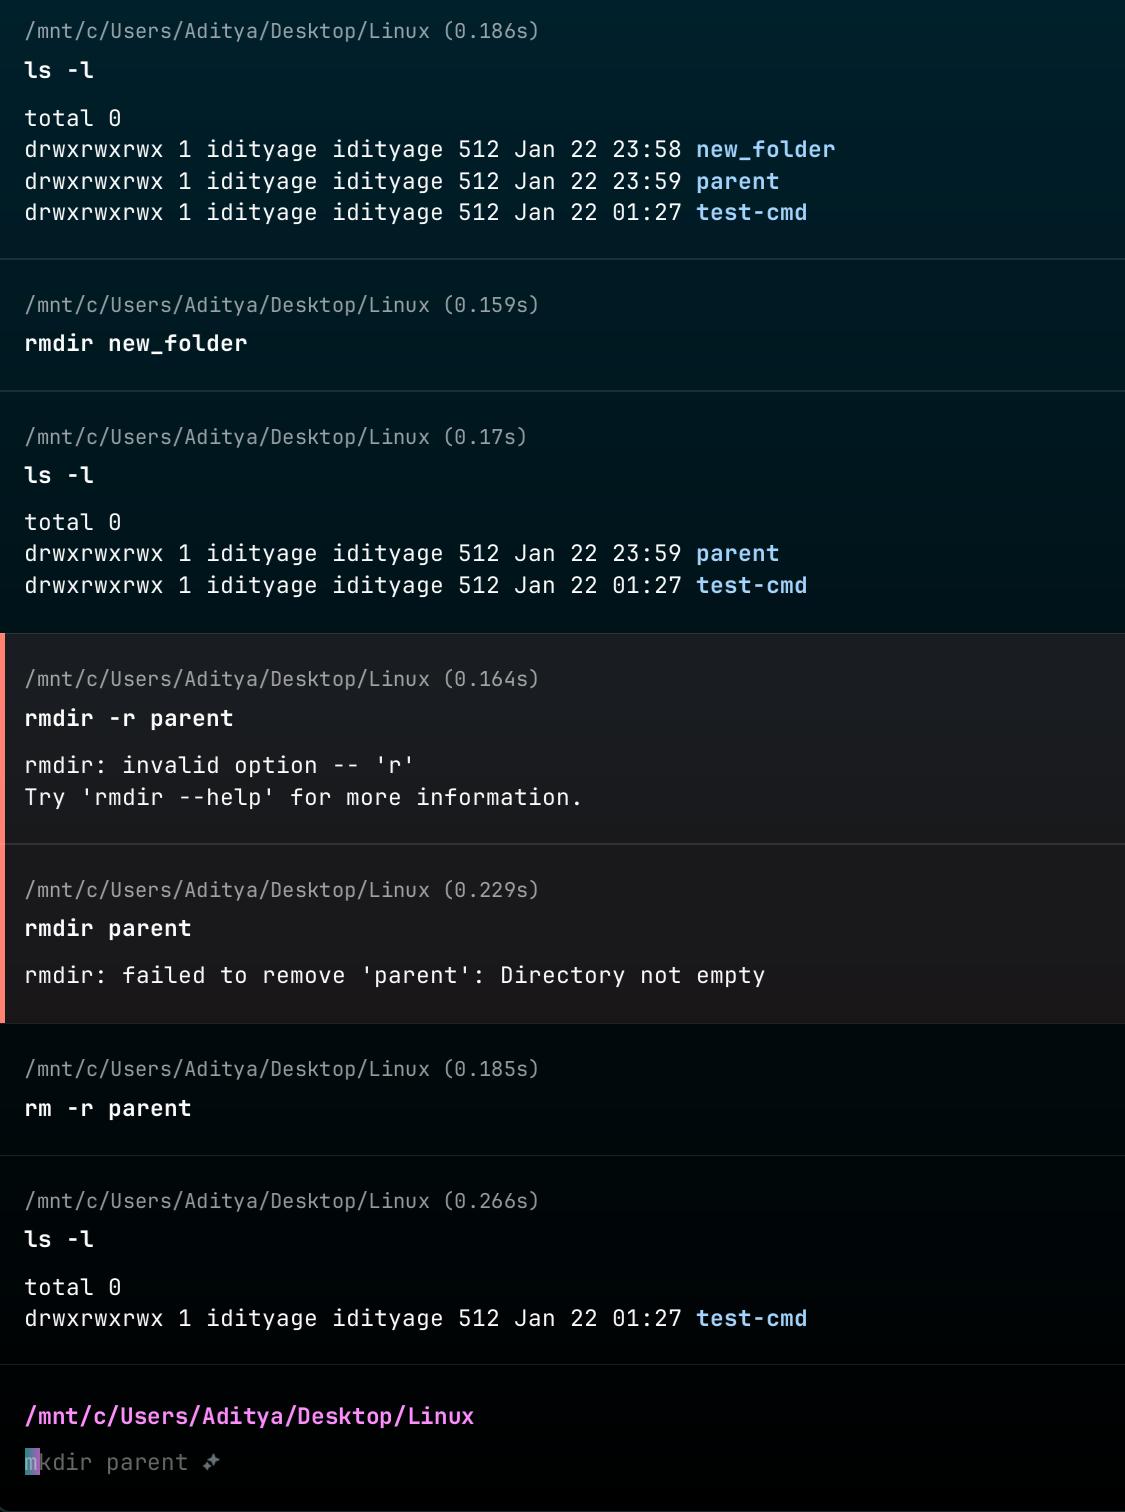 /mnt/c/Users/Aditya/Desktop/Linux (0.186s)
ls -l
total 0
drwxrwxrwx 1 idityage idityage 512 Jan 22 23:58 new_folder
drwxrwxrwx 1 idityage idityage 512 Jan 22 23:59 parent
drwxrwxrwx 1 idityage idityage 512 Jan 22 01:27 test-cmd
/mnt/c/Users/Aditya/Desktop/Linux (0.159s)
rmdir new_folder
/mnt/c/Users/Aditya/Desktop/Linux (0.17s)
ls -l
total 0
drwxrwxrwx 1 idityage idityage 512 Jan 22 23:59 parent
drwxrwxrwx 1 idityage idityage 512 Jan 22 01:27 test-cmd
/mnt/c/Users/Aditya/Desktop/Linux (0.164s)
rmdir -r parent
rmdir: invalid option -- 'r'
Try 'rmdir --help' for more information.
/mnt/c/Users/Aditya/Desktop/Linux (0.229s)
rmdir parent
rmdir: failed to remove 'parent': Directory not empty
/mnt/c/Users/Aditya/Desktop/Linux (0.185s)
rm -r parent
/mnt/c/Users/Aditya/Desktop/Linux (0.266s)
ls -l
total 0
drwxrwxrwx 1 idityage idityage 512 Jan 22 01:27 test-cmd
/mnt/c/Users/Aditya/Desktop/Linux
mkdir parent